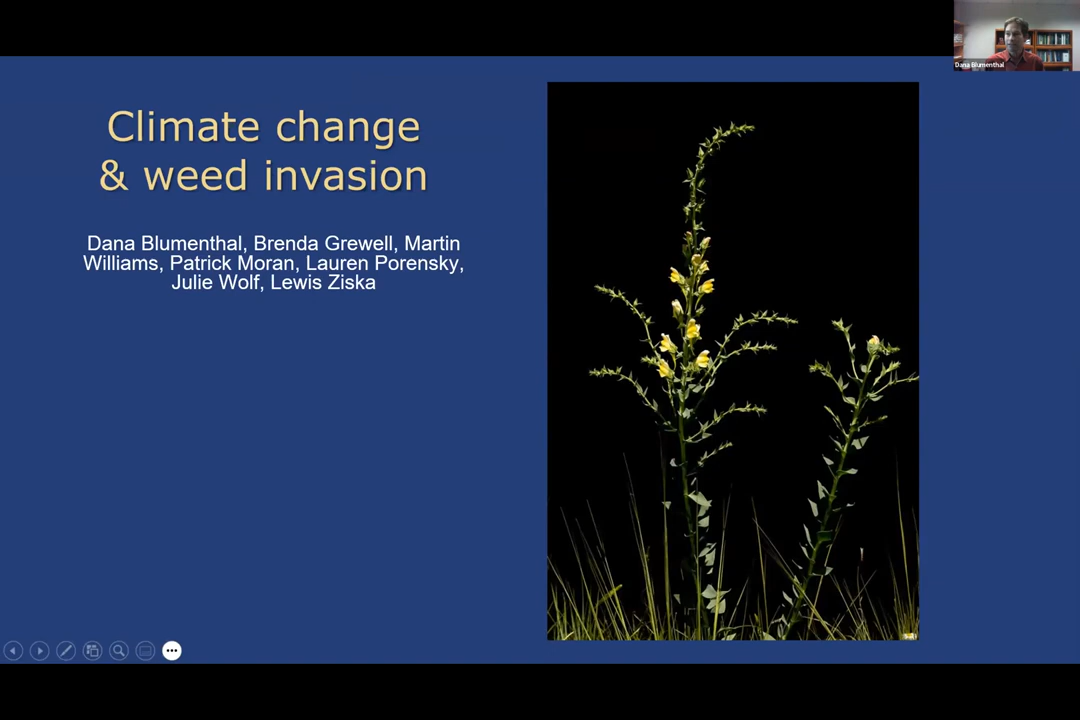 Climate change
& weed invasion
Dana Blumenthal, Brenda Grewell, Martin
Williams, Patrick Moran, Lauren Porensky,
Julie Wolf, Lewis Ziska
Dana Blumenthal